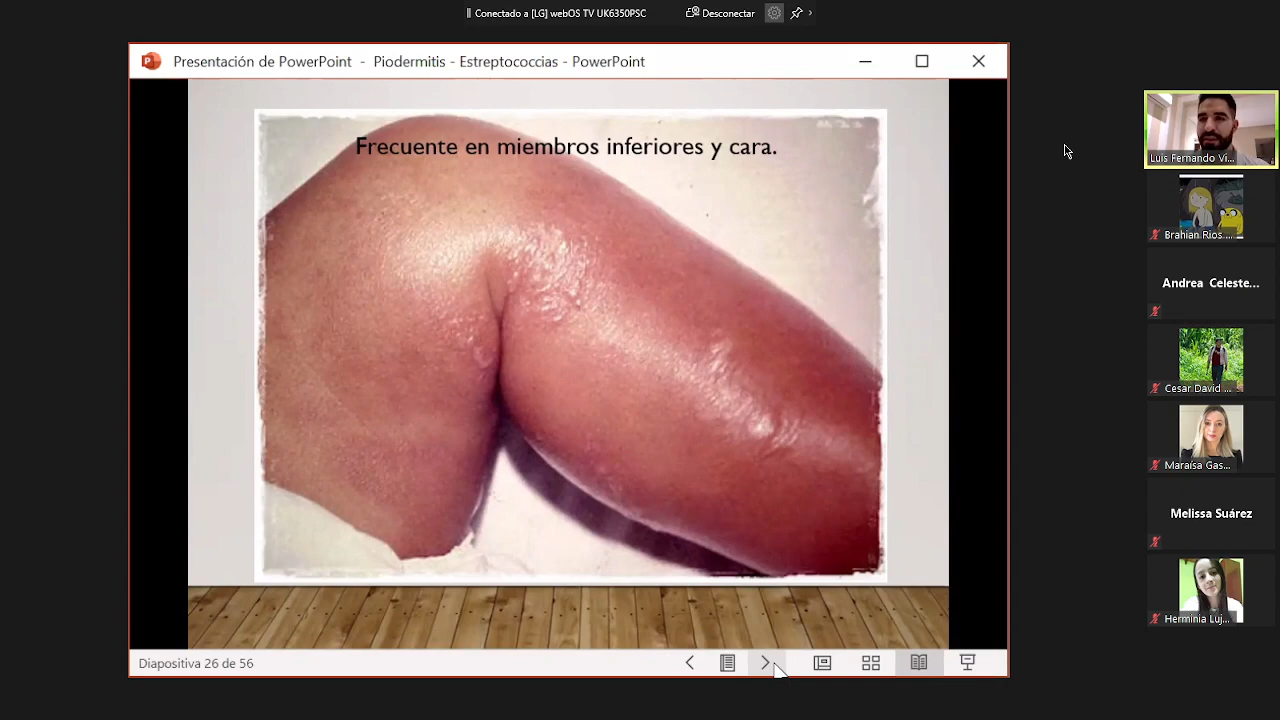 Conectado a [LG] webOS TV UK6350PSC
Desconectar
Presentación de PowerPoint - Piodermitis - Estreptococcias - PowerPoint
Frecuente en miembros inferiores y cara.
Luis Fernando Vi...
Brahian Rios ...
Andrea Celeste...
Cesar David ...
Maraísa Gas...
Melissa Suárez
Herminia Luj...
Diapositiva 26 de 56